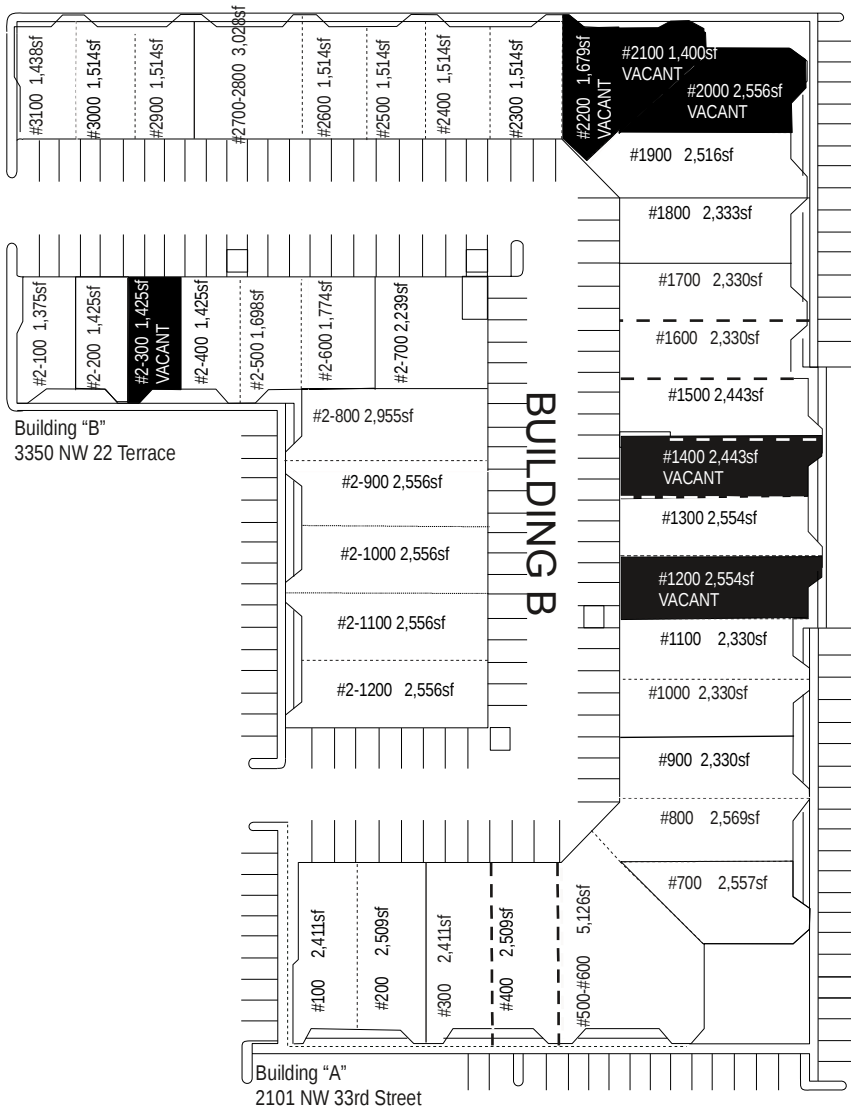 #3100 1,438sf
#3000 1,514sf
#2900 1,514sf
#2700-2800 3,028sf
#2600 1,514sf
#2500 1,514sf
#2400 1,514sf
#2300 1,514sf
#2200 1,679sf
VACANT
#2100 1,400sf
VACANT
#2000 2,556sf
VACANT
#1900 2,516sf
#1800 2,333sf
#1700 2,330sf
#1600 2,330sf
#1500 2,443sf
#1400 2,443sf
VACANT
#1300 2,554sf
#1200 2,554sf
VACANT
#1100 2,330sf
#1000 2,330sf
#900 2,330sf
#800 2,569sf
#700 2,557sf
#2-100 1,375sf
#2-200 1,425sf
#2-300 1,425sf
VACANT
#2-400 1,425sf
#2-500 1,698sf
#2-600 1,774sf
#2-700 2,239sf
#2-800 2,955sf
#2-900 2,556sf
#2-1000 2,556sf
#2-1100 2,556sf
#2-1200 2,556sf
Building “B”
3350 NW 22 Terrace
BUILDING B
#100 2,411sf
#200 2,509sf
#300 2,411sf
#400 2,509sf
#500-#600 5,126sf
Building “A”
2101 NW 33rd Street